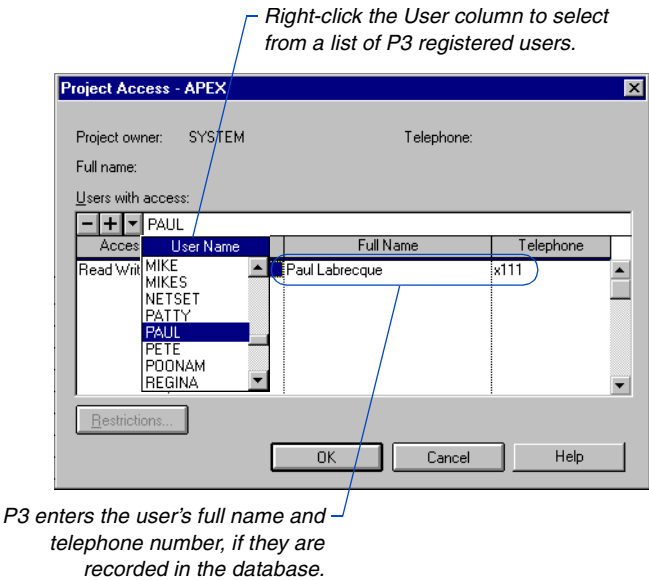 Right-click the User column to select
from a list of P3 registered users.
Project Access - APEX
Project owner: SYSTEM Telephone:
Full name:
Users with access:
PAUL
Acces User Name Full Name Telephone
Read Writ MIKE Paul Labrecque x111
MIKES
NETSET
PATTY
PAUL
PETE
POONAM
REGINA
Restrictions...
OK Cancel Help
P3 enters the user’s full name and
telephone number, if they are
recorded in the database.